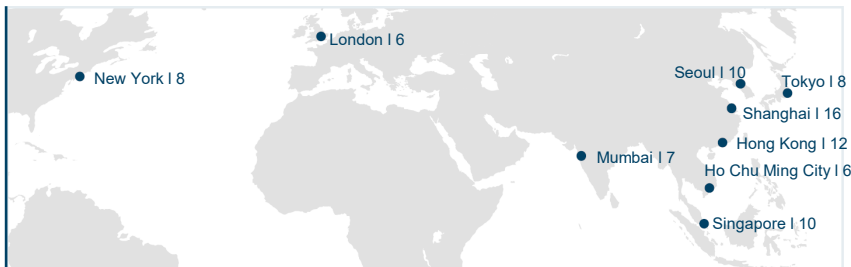 London l 6
New York l 8
Seoul l 10
Tokyo l 8
Shanghai l 16
Hong Kong l 12
Mumbai l 7
Ho Chu Ming City l 6
Singapore l 10